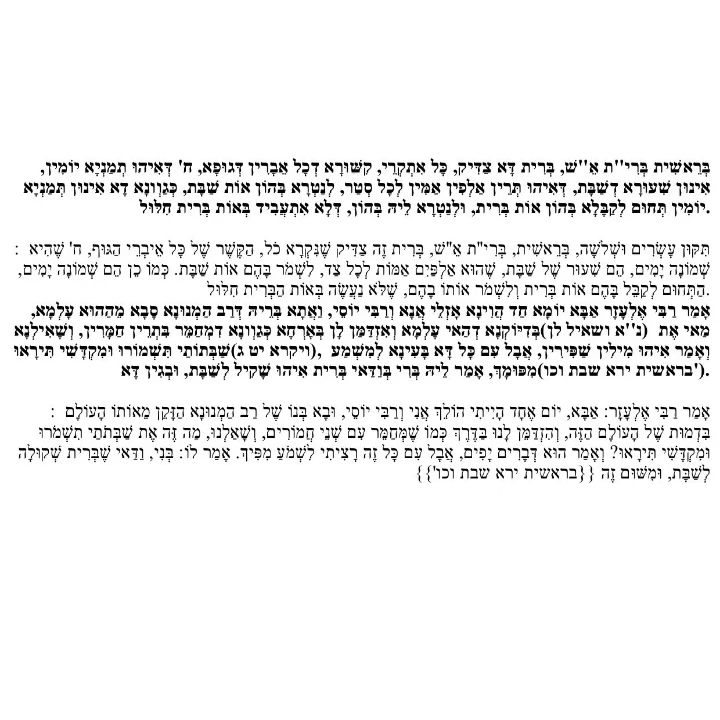 בְּרֵאשִׁית בְּרִי''ת אֵ''שׁ, בְּרִית דָּא צַדִּיק, כָּל אִתְקְרֵי, קִשּׁוּרָא דְכָל אֵבָרִין דְּגוּפָא, ח' דְּאִיהוּ תְמַנְיָא יוֹמִין,
אִינוּן שִׁעוּרָא דְשַׁבָּת, דְּאִיהוּ תְּרֵין אַלְפִין אַמִּין לְכָל סְטַר, לְנַטְרָא בְּהוֹן אוֹת שַׁבָּת, כְּגַוְונָא דָא אִינוּן תְּמַנְיָא
יוֹמִין תְּחוּם לְקַבְּלָא בְּהוֹן אוֹת בְּרִית, וּלְנַטְרָא לֵיהּ בְּהוֹן, דְּלָא אִתְעֲבִיד בְּאוֹת בְּרִית חִלּוּל.
תִּקּוּן עֶשְׂרִים וּשְׁלֹשָׁה, בְּרֵאשִׁית, בְּרִי"ת אֵ"שׁ, בְּרִית זֶה צַדִּיק שֶׁנִּקְרָא כֹל, הַקֶּשֶׁר שֶׁל כָּל אֵיבְרֵי הַגּוּף, ח' שֶׁהִיא :
שְׁמוֹנָה יָמִים, הֵם שִׁעוּר שֶׁל שַׁבָּת, שֶׁהוּא אַלְפַּיִם אַמּוֹת לְכָל צַד, לִשְׁמֹר בָּהֶם אוֹת שַׁבָּת. כְּמוֹ כֵן הֵם שְׁמוֹנָה יָמִים,
הַתְּחוּם לְקַבֵּל בָּהֶם אוֹת בְּרִית וְלִשְׁמֹר אוֹתוֹ בָהֶם, שֶׁלֹּא נַעֲשָׂה בְּאוֹת הַבְּרִית חִלּוּל.
אָמַר רַבִּי אֶלְעָזָר אַבָּא יוֹמָא חַד הֲוֵינָא אָזְלֵי אֲנָא וְרַבִּי יוֹסֵי, וַאֲתָא בְּרֵיהּ דְּרַב הַמְנוּנָא סָבָא מֵהַהוּא עָלְמָא,
בְּדִיּוֹקְנָא דְהַאי עָלְמָא וְאִזְדַּמַּן לָן בְּאָרְחָא כְּגַוְונָא דִמְחַמֵּר בִּתְרֵין חַמָּרִין, וְשָׁאִילְנָא(נ''א ושאיל לן) מַאי אֶת
שַׁבְּתוֹתַי תִּשְׁמוֹרוּ וּמִקְדָּשִׁי תִּירָאוּ(ויקרא יט ג), וְאָמַר אִיהוּ מִילִין שַׁפִּירִין, אֲבָל עִם כָּל דָּא בָּעֵינָא לְמִשְׁמַע
מִפּוּמָךְ, אָמַר לֵיהּ בְּרִי בְּוַדַּאי בְּרִית אִיהוּ שָׁקִיל לְשַׁבָּת, וּבְגִין דָּא(בראשית ירא שבת וכו').
אָמַר רַבִּי אֶלְעָזָר: אַבָּא, יוֹם אֶחָד הָיִיתִי הוֹלֵךְ אֲנִי וְרַבִּי יוֹסֵי, וּבָא בְּנוֹ שֶׁל רַב הַמְנוּנָא הַזָּקֵן מֵאוֹתוֹ הָעוֹלָם :
בִּדְמוּת שֶׁל הָעוֹלָם הַזֶּה, וְהִזְדַּמֵּן לָנוּ בַּדֶּרֶךְ כְּמוֹ שֶׁמְּחַמֵּר עִם שְׁנֵי חֲמוֹרִים, וְשָׁאַלְנוּ, מַה זֶּה אֶת שַׁבְּתֹתַי תִּשְׁמֹרוּ
וּמִקְדָּשִׁי תִּירָאוּ? וְאָמַר הוּא דְּבָרִים יָפִים, אֲבָל עִם כָּל זֶה רָצִיתִי לִשְׁמֹעַ מִפִּיךָ. אָמַר לוֹ: בְּנִי, וַדַּאי שֶׁבְּרִית שְׁקוּלָה
לְשַׁבָּת, וּמִשּׁוּם זֶה {{בראשית ירא שבת וכו'}}